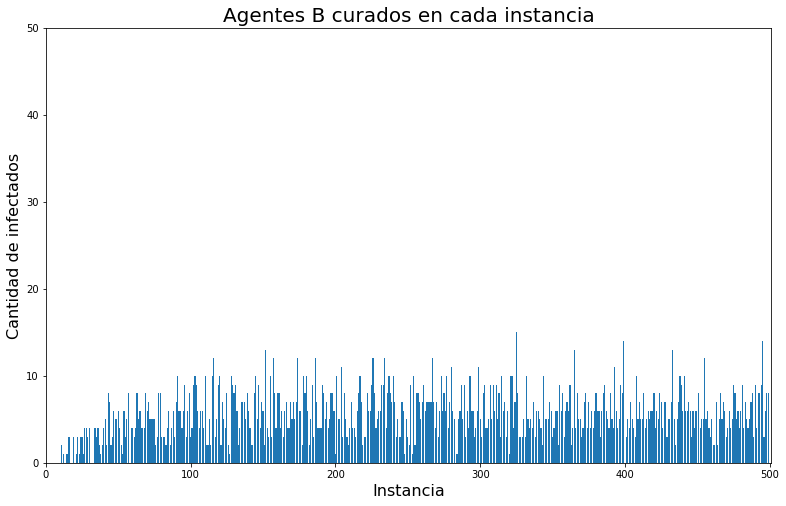 Agentes B curados en cada instancia
Cantidad de infectados
50
40
30
20
10
0
0 100 200 300 400 500
Instancia